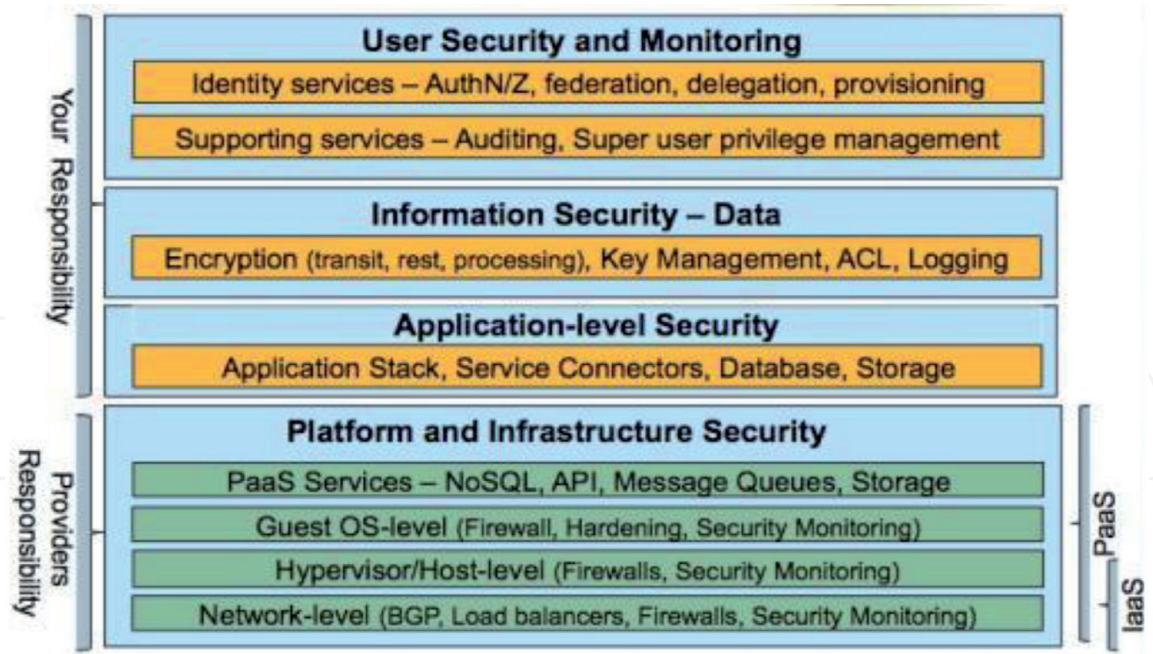 User Security and Monitoring
Identity services – AuthN/Z, federation, delegation, provisioning
Supporting services – Auditing, Super user privilege management
Information Security – Data
Encryption (transit, rest, processing), Key Management, ACL, Logging
Application-level Security
Application Stack, Service Connectors, Database, Storage
Your Responsibility
Platform and Infrastructure Security
PaaS Services – NoSQL, API, Message Queues, Storage
Guest OS-level (Firewall, Hardening, Security Monitoring)
Hypervisor/Host-level (Firewalls, Security Monitoring)
Network-level (BGP, Load balancers, Firewalls, Security Monitoring)
Providers
Responsibility
PaaS
IaaS